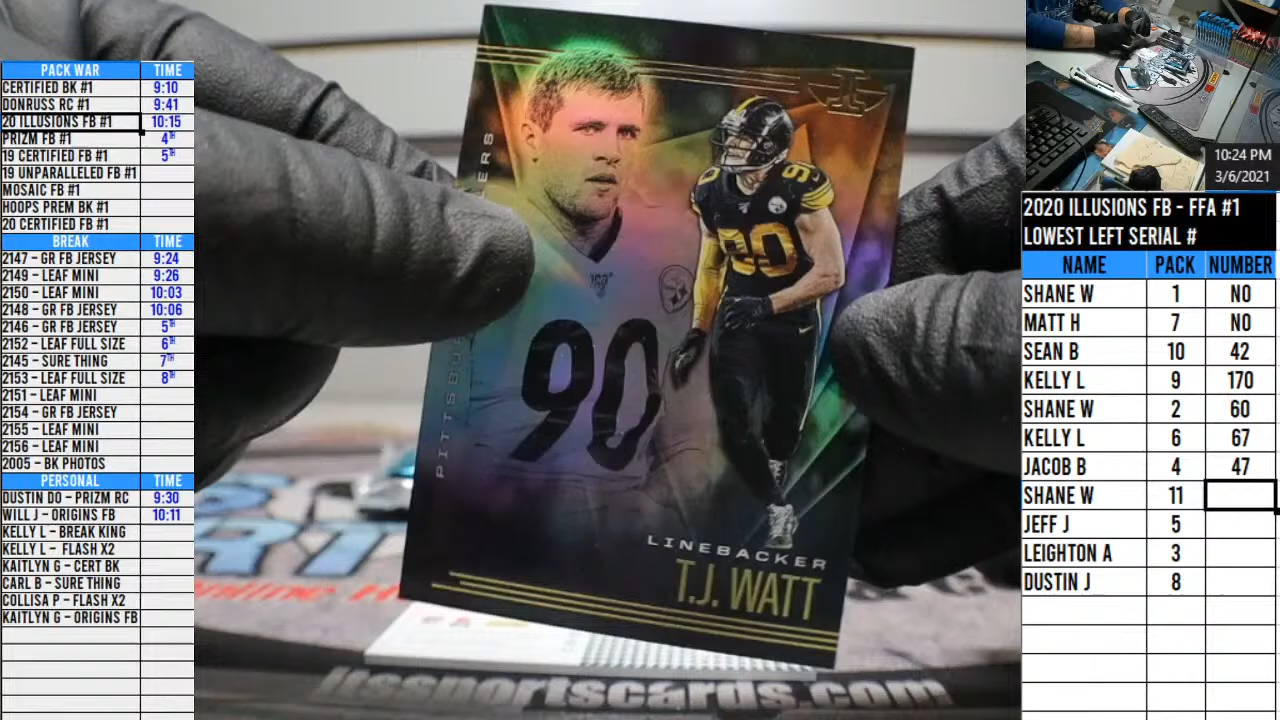 PACK WAR TIME
CERTIFIED BK #1 9:10
DONRUSS RC #1 9:41
20 ILLUSIONS FB #1 10:15
PRIZM FB #1 4TH
19 CERTIFIED FB #1 5TH
19 UNPARALLELED FB #1
MOSAIC FB #1
HOOPS PREM BK #1
20 CERTIFIED FB #1
BREAK TIME
2147 – GR FB JERSEY 9:24
2149 – LEAF MINI 9:26
2150 – LEAF MINI 10:03
2148 – GR FB JERSEY 10:06
2146 – GR FB JERSEY 5TH
2152 – LEAF FULL SIZE 6TH
2145 – SURE THING 7TH
2153 – LEAF FULL SIZE 8TH
2151 – LEAF MINI
2154 – GR FB JERSEY
2155 – LEAF MINI
2156 – LEAF MINI
2005 – BK PHOTOS
PERSONAL TIME
DUSTIN DO – PRIZM RC 9:30
WILL J – ORIGINS FB 10:11
KELLY L – BREAK KING
KELLY L – FLASH X2
KAITLYN G – CERT BK
CARL B – SURE THING
COLLISA P – FLASH X2
KAITLYN G – ORIGINS FB
90
90
LINEBACKER
T.J. WATT
itssportscards.com
10:24 PM
3/6/2021
2020 ILLUSIONS FB - FFA #1
LOWEST LEFT SERIAL #
NAME PACK NUMBER
SHANE W 1 NO
MATT H 7 NO
SEAN B 10 42
KELLY L 9 170
SHANE W 2 60
KELLY L 6 67
JACOB B 4 47
SHANE W 11
JEFF J 5
LEIGHTON A 3
DUSTIN J 8